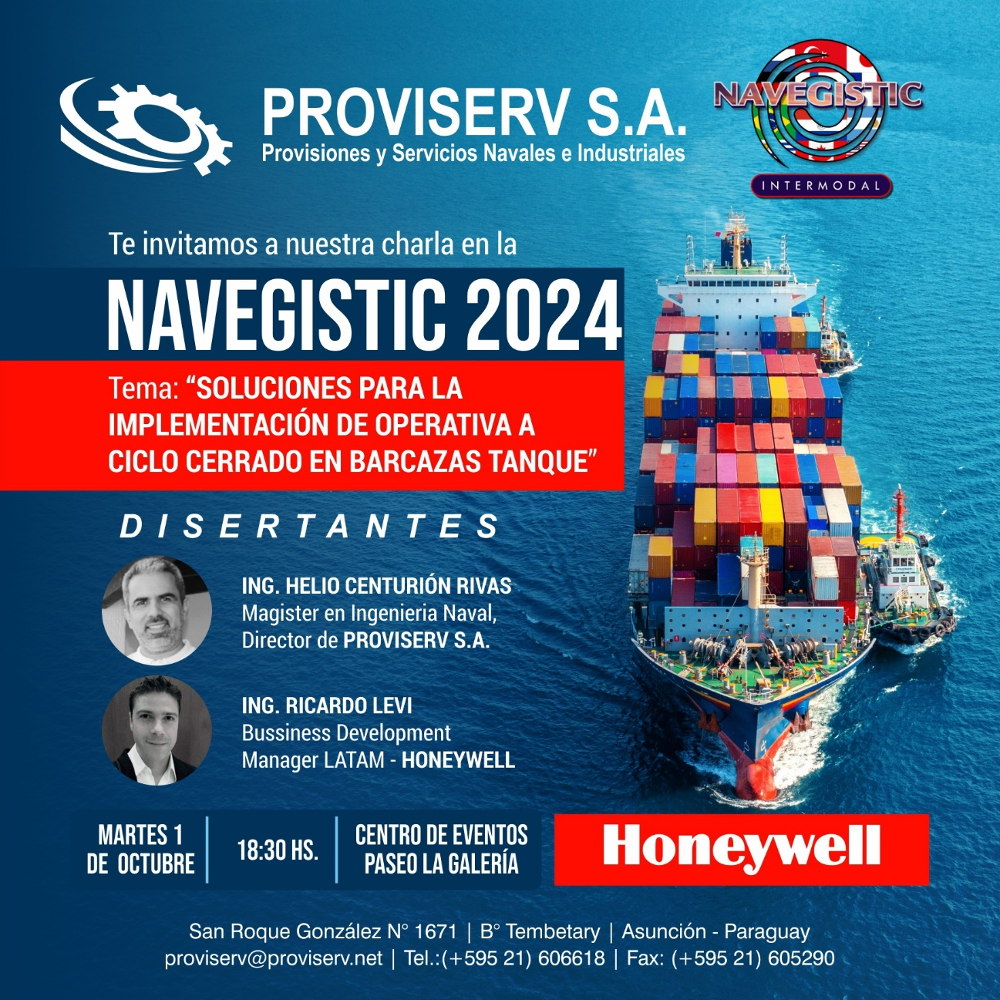 PROVISERV S.A.
Provisiones y Servicios Navales e Industriales
NAVEGISTIC
INTERMODAL
Te invitamos a nuestra charla en la
NAVEGISTIC 2024
Tema: “SOLUCIONES PARA LA
IMPLEMENTACIÓN DE OPERATIVA A
CICLO CERRADO EN BARCAZAS TANQUE”
DISERTANTES
ING. HELIO CENTURIÓN RIVAS
Magister en Ingenieria Naval,
Director de PROVISERV S.A.
ING. RICARDO LEVI
Bussiness Development
Manager LATAM - HONEYWELL
MARTES 1
DE OCTUBRE
18:30 HS.
CENTRO DE EVENTOS
PASEO LA GALERÍA
Honeywell
San Roque González N° 1671 | B° Tembetary | Asunción - Paraguay
proviserv@proviserv.net | Tel.:(+595 21) 606618 | Fax: (+595 21) 605290